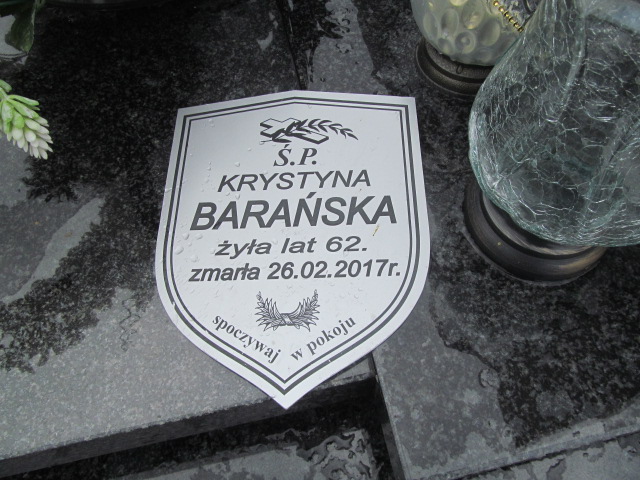 Ś.P.
KRYSTYNA
BARAŃSKA
żyła lat 62.
zmarła 26.02.2017r.
spoczywaj w pokoju